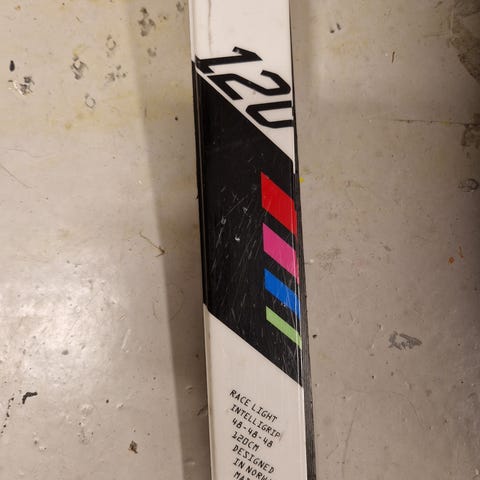 120
RACE LIGHT
INTELLIGRIP
48-48-48
120CM
DESIGNED
IN